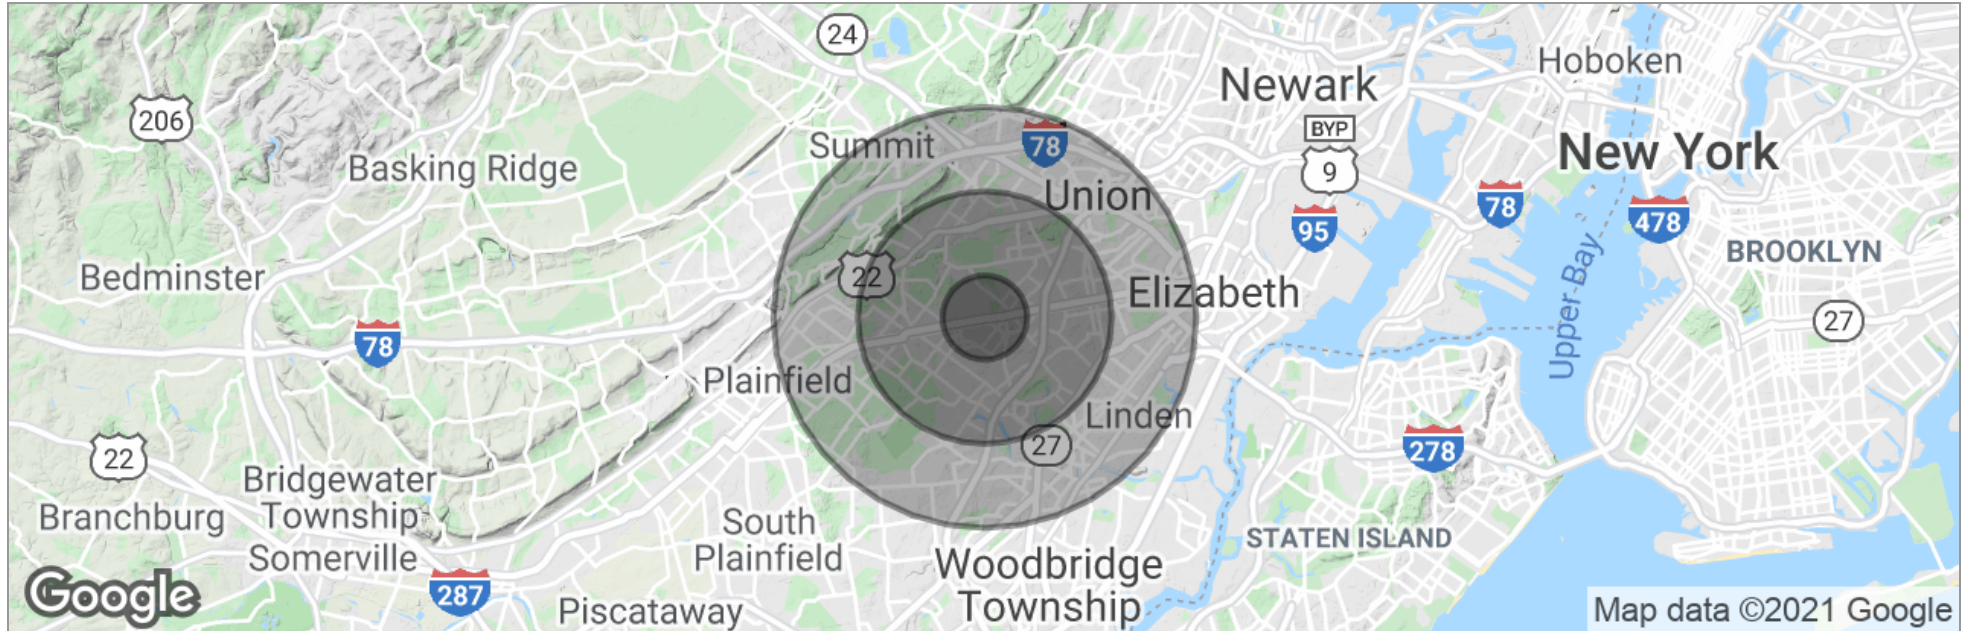 24
Hoboken
Newark
206
BYP
9
Summit
78
New York
Basking Ridge
Union
78
478
95
BROOKLYN
22
Bedminster
Elizabeth
Upper Bay
27
78
Plainfield
Linden
27
278
22
Bridgewater
Township
Branchburg
Somerville
South
Plainfield
STATEN ISLAND
Woodbridge
Township
287
Google
Piscataway
Map data ©2021 Google